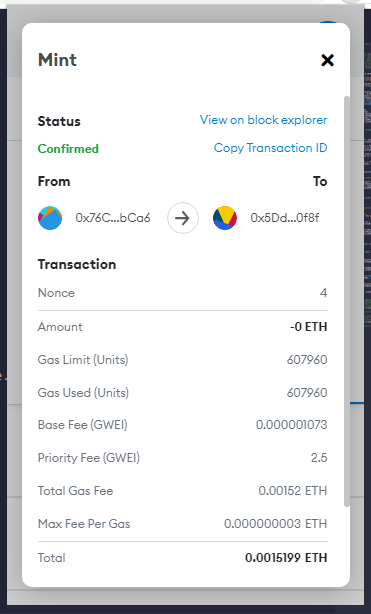 Mint
Status View on block explorer
Confirmed Copy Transaction ID
From To
0x76C...bCa6 0x5Dd...0f8f
Transaction
Nonce 4
Amount -0 ETH
Gas Limit (Units) 607960
Gas Used (Units) 607960
Base Fee (GWEI) 0.000001073
Priority Fee (GWEI) 2.5
Total Gas Fee 0.00152 ETH
Max Fee Per Gas 0.000000003 ETH
Total 0.0015199 ETH